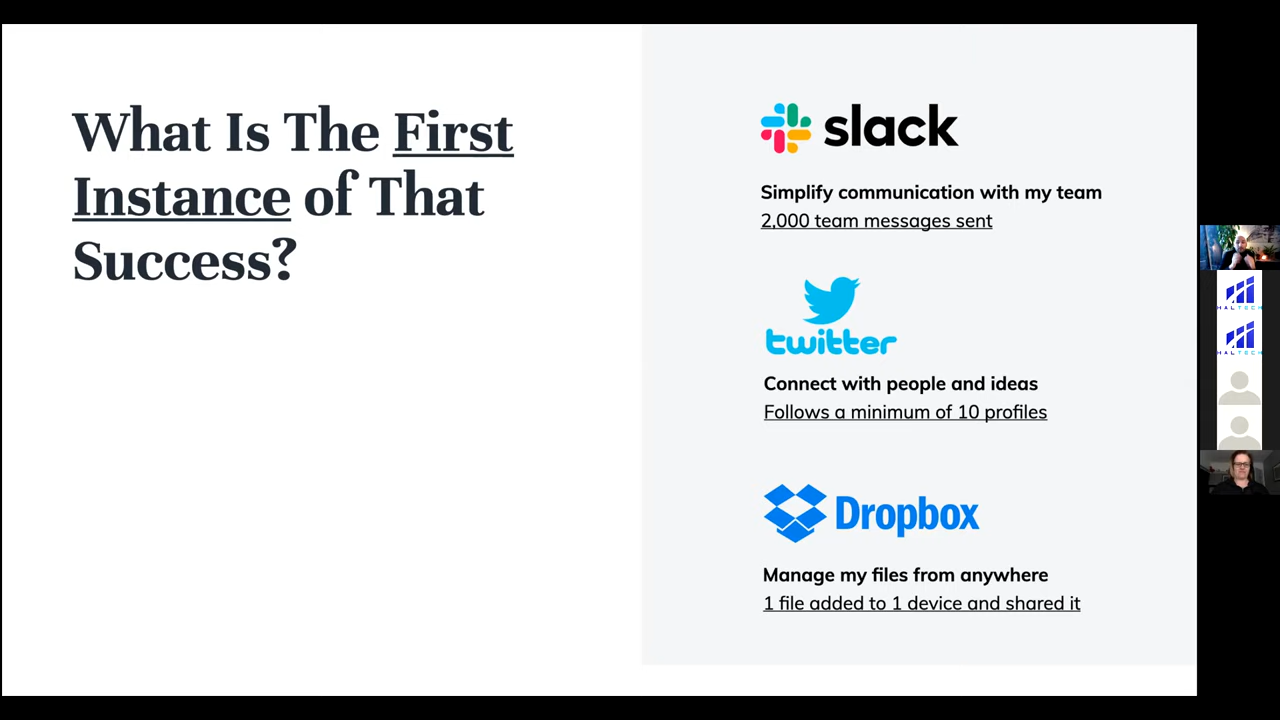 What Is The First
Instance of That
Success?
slack
Simplify communication with my team
2,000 team messages sent
twitter
Connect with people and ideas
Follows a minimum of 10 profiles
Dropbox
Manage my files from anywhere
1 file added to 1 device and shared it
HALTECH
HALTECH